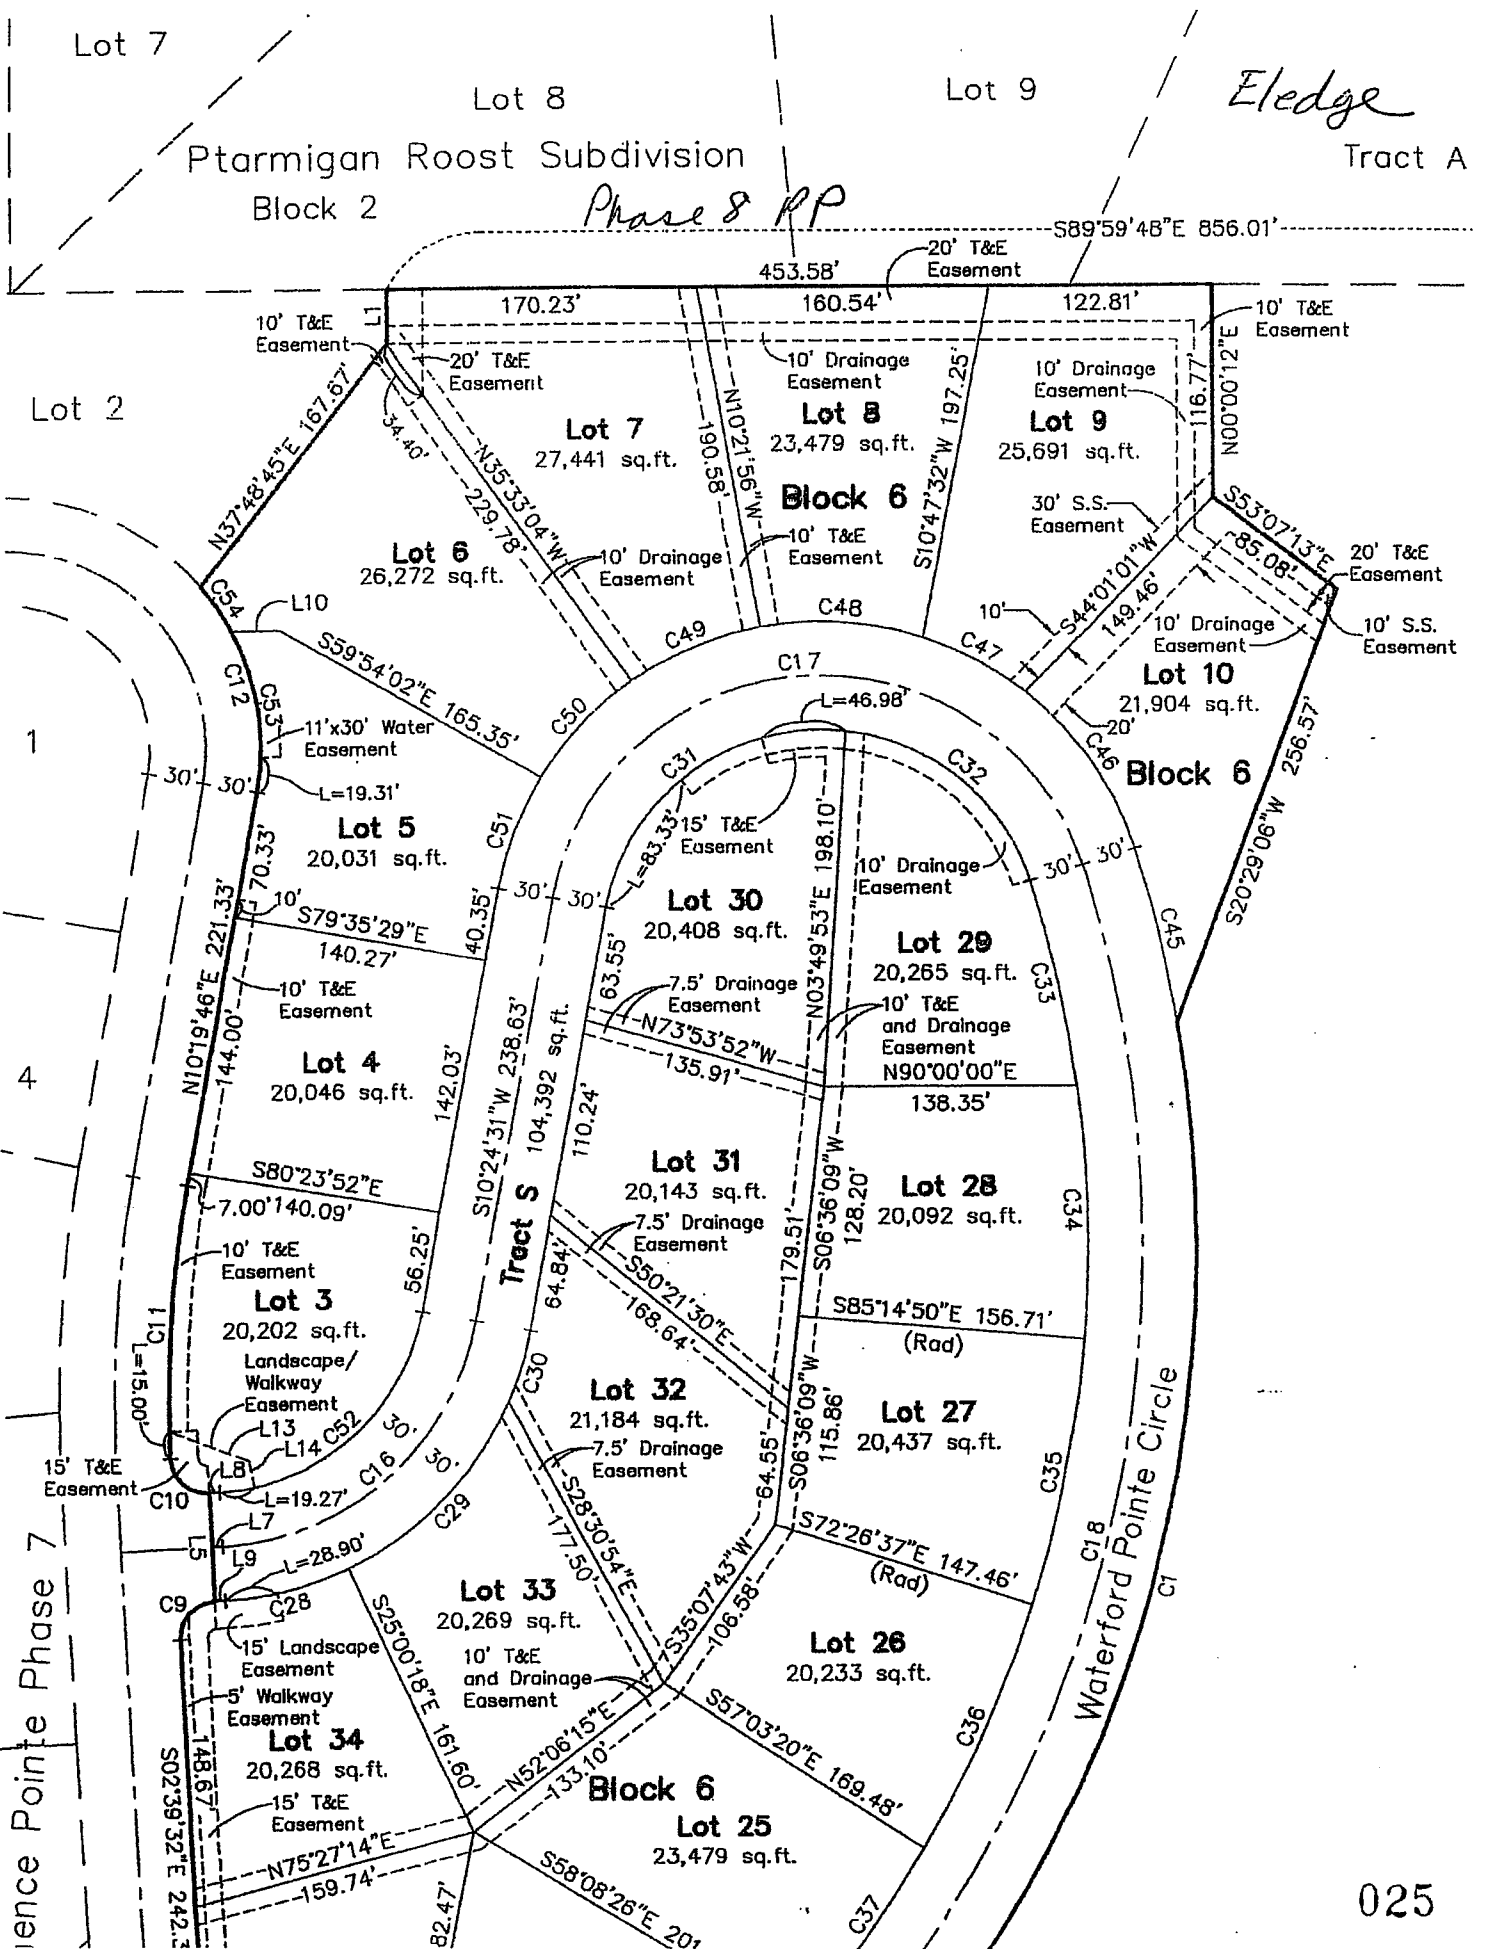 Lot 7
Lot 8
Lot 9
Eledge
Ptarmigan Roost Subdivision
Tract A
Block 2
Phase 8 PP
S89°59'48"E 856.01'
20' T&E
Easement
453.58'
170.23'
160.54'
122.81'
L1
10' T&E
Easement
10' T&E
Easement
20' T&E
Easement
10' Drainage
Easement
10' Drainage
Easement
116.77'
N00°00'12"E
Lot 2
N37°48'45"E 167.67'
34.40'
Lot 7
27,441 sq.ft.
Lot 8
23,479 sq.ft.
Lot 9
25,691 sq.ft.
N35°33'04"W
229.78'
N10°21'56"W
190.58'
S10°47'32"W 197.25'
Block 6
30' S.S.
Easement
S53°07'13"E
85.08'
20' T&E
Easement
Lot 6
26,272 sq.ft.
10' Drainage
Easement
10' T&E
Easement
S44°01'01"W
149.46'
10'
10' Drainage
Easement
10' S.S.
Easement
C54
L10
C48
C49
C47
S59°54'02"E 165.35'
C17
Lot 10
21,904 sq.ft.
C12
C53
C50
L=46.98'
20'
C46
11'x30' Water
Easement
1
C31
C32
Block 6
S20°29'06"W 256.57'
30'
30'
L=19.31'
Lot 5
20,031 sq.ft.
C51
15' T&E
Easement
L=83.33'
198.10'
10' Drainage
Easement
30'
30'
70.33'
10'
30'
30'
Lot 30
20,408 sq.ft.
S79°35'29"E
140.27'
40.35'
N10°19'46"E 221.33'
63.55'
N03°49'53"E
Lot 29
20,265 sq.ft.
C45
C33
10' T&E
Easement
7.5' Drainage
Easement
10' T&E
and Drainage
Easement
144.00'
N73°53'52"W
135.91'
Lot 4
20,046 sq.ft.
4
N90°00'00"E
138.35'
142.03'
S10°24'31"W 238.63'
104,392 sq.ft.
110.24'
Lot 31
20,143 sq.ft.
S80°23'52"E
7.00'
140.09'
Tract S
179.51'
S06°36'09"W
128.20'
Lot 28
20,092 sq.ft.
C34
10' T&E
Easement
7.5' Drainage
Easement
56.25'
64.84'
S50°21'30"E
168.64'
Lot 3
20,202 sq.ft.
S85°14'50"E 156.71'
(Rad)
C11
L=15.00'
Landscape/
Walkway
Easement
C30
Lot 32
21,184 sq.ft.
S06°36'09"W
115.86'
Lot 27
20,437 sq.ft.
Waterford Pointe Circle
L13
L14
C52
30'
30'
7.5' Drainage
Easement
64.55'
15' T&E
Easement
L8
C16
C35
C10
L=19.27'
S28°30'54"E
177.50'
C29
L7
S72°26'37"E 147.46'
(Rad)
L5
L9
L=28.90'
S35°07'43"W
106.58'
C18
C1
C9
C28
Lot 33
20,269 sq.ft.
15' Landscape
Easement
S25°00'18"E 161.60'
10' T&E
and Drainage
Easement
Lot 26
20,233 sq.ft.
5' Walkway
Easement
S57°03'20"E 169.48'
C36
Lot 34
20,268 sq.ft.
148.67'
S02°39'32"E 242.3
N52°06'15"E
133.10'
Block 6
15' T&E
Easement
Lot 25
23,479 sq.ft.
N75°27'14"E
159.74'
S58°08'26"E 201
82.47'
C37
uence Pointe Phase 7
025